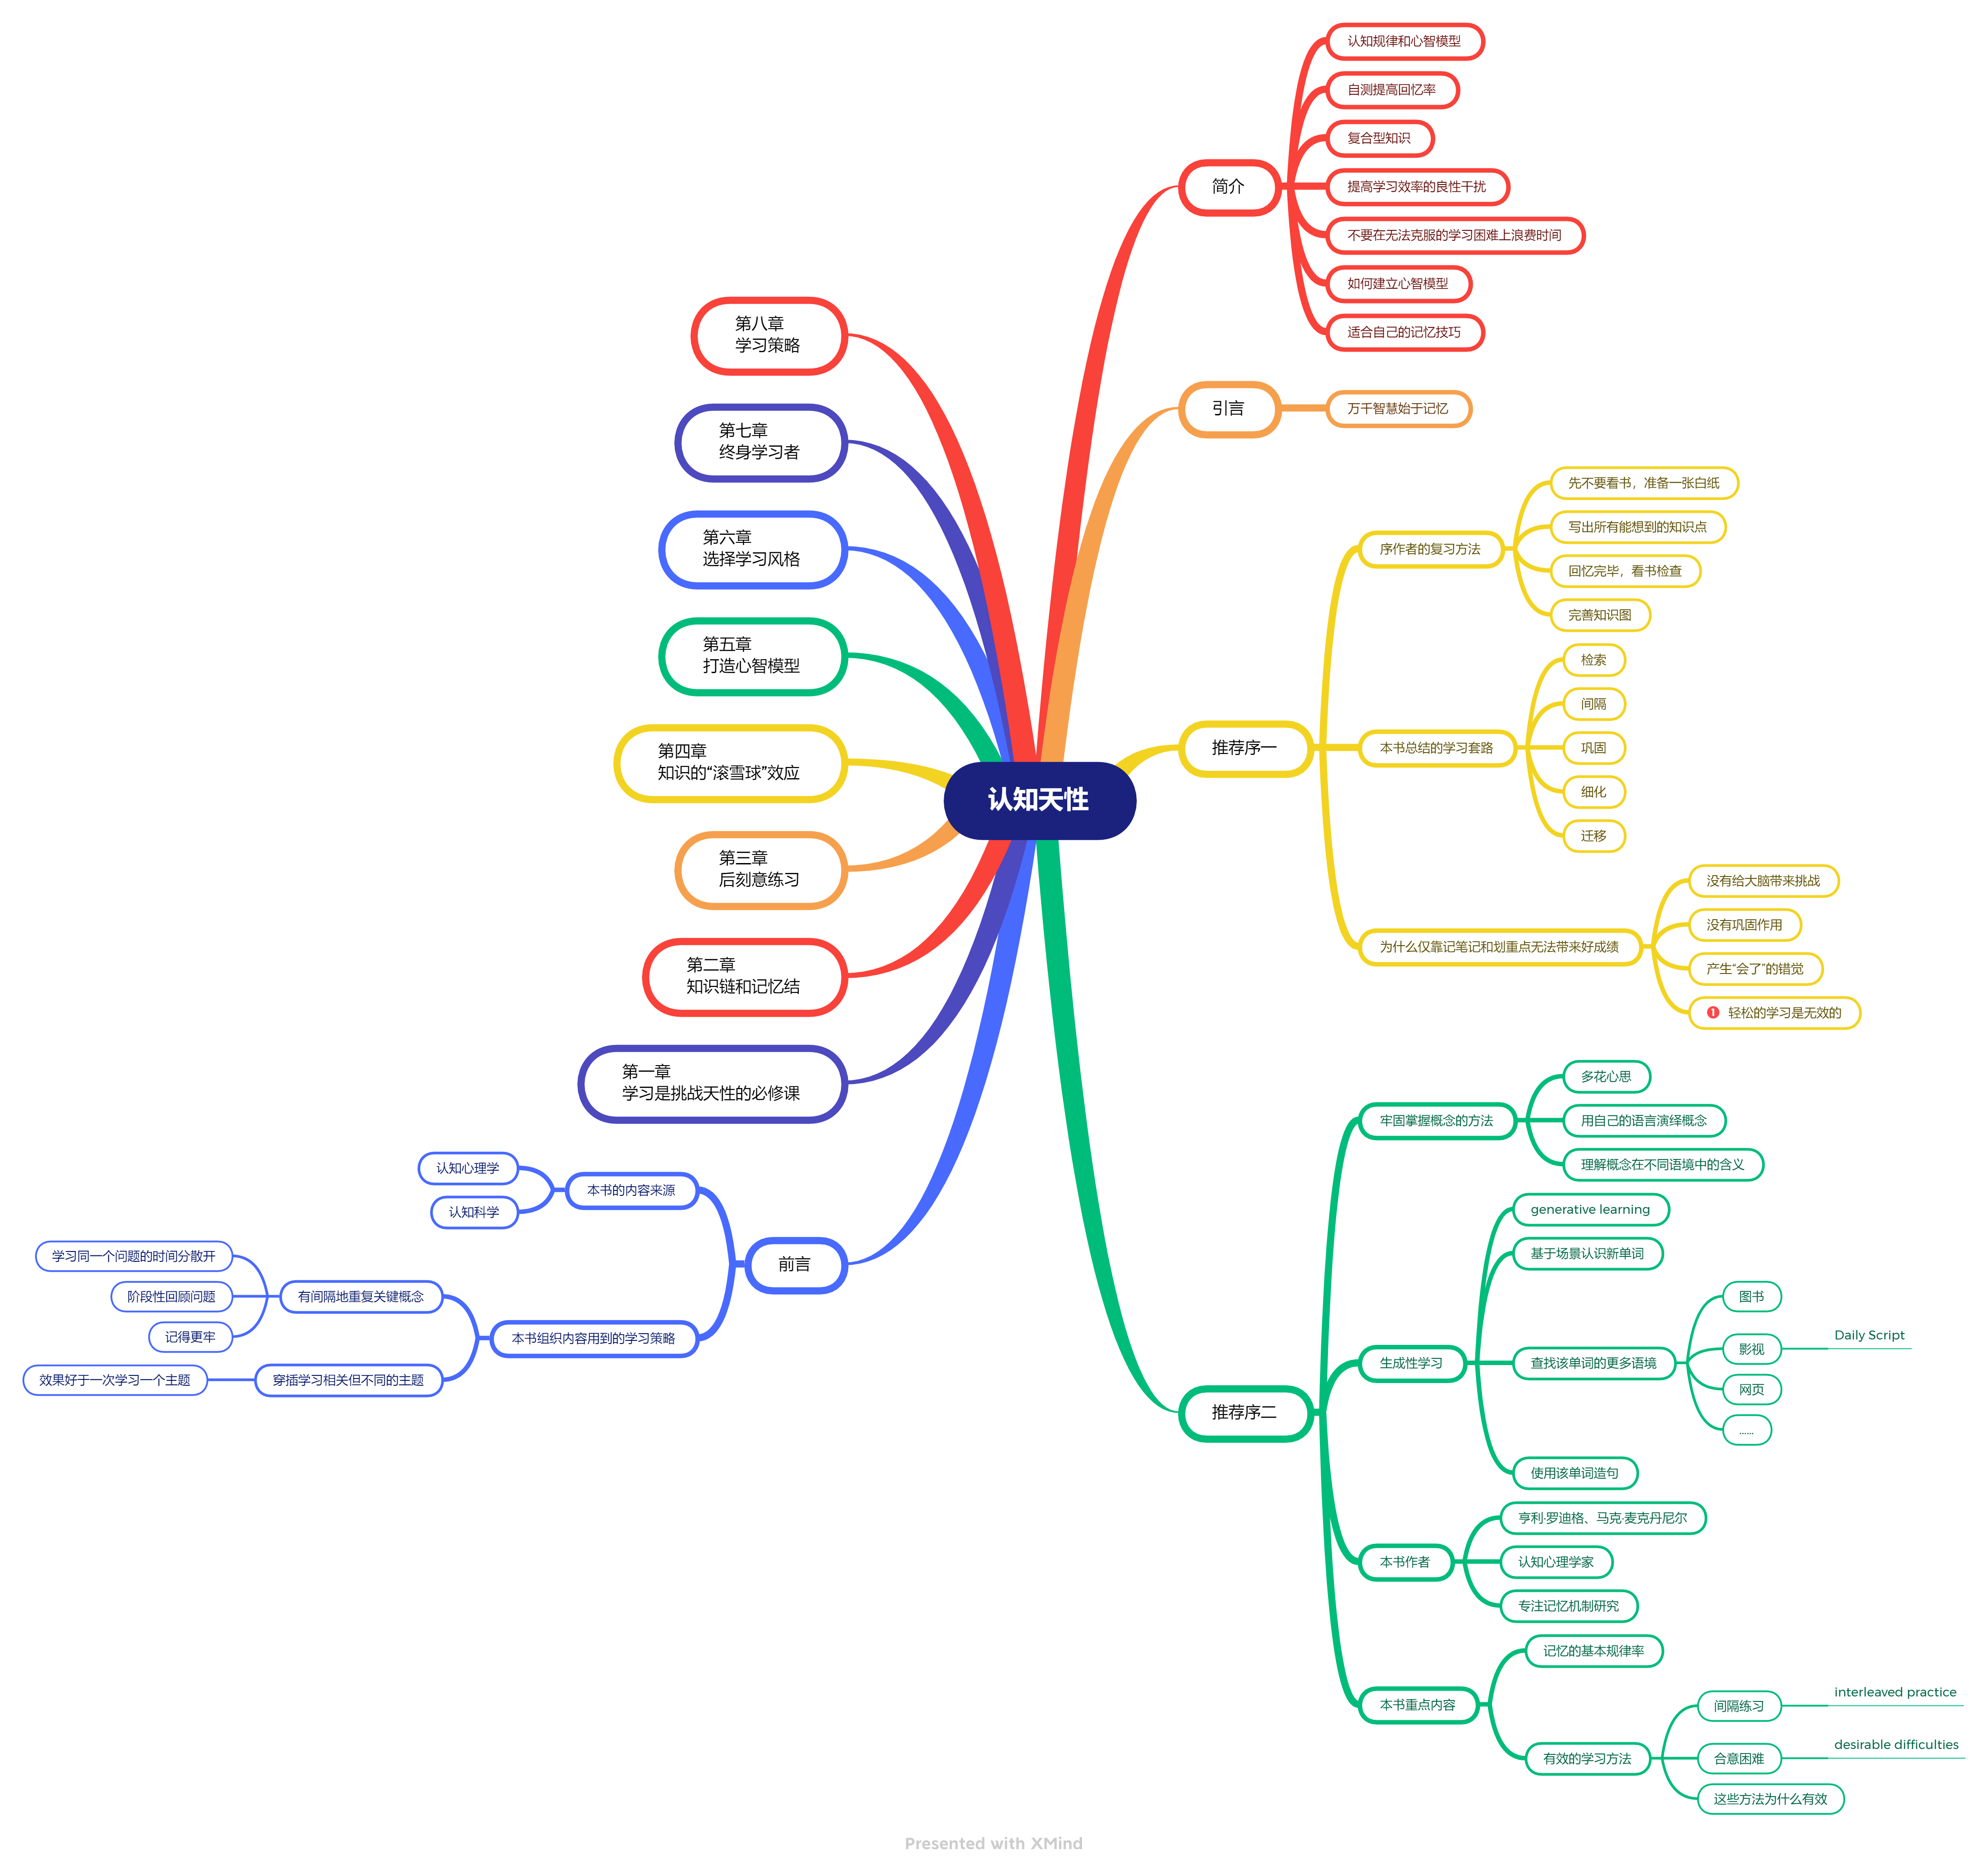 认知天性
简介
认知规律和心智模型
自测提高回忆率
复合型知识
提高学习效率的良性干扰
不要在无法克服的学习困难上浪费时间
如何建立心智模型
适合自己的记忆技巧
引言
万千智慧始于记忆
推荐序一
序作者的复习方法
先不要看书，准备一张白纸
写出所有能想到的知识点
回忆完毕，看书检查
完善知识图
本书总结的学习套路
检索
间隔
巩固
细化
迁移
为什么仅靠记笔记和划重点无法带来好成绩
没有给大脑带来挑战
没有巩固作用
产生“会了”的错觉
1 轻松的学习是无效的
推荐序二
牢固掌握概念的方法
多花心思
用自己的语言演绎概念
理解概念在不同语境中的含义
生成性学习
generative learning
基于场景认识新单词
查找该单词的更多语境
图书
影视
Daily Script
网页
……
使用该单词造句
本书作者
亨利·罗迪格、马克·麦克丹尼尔
认知心理学家
专注记忆机制研究
本书重点内容
记忆的基本规律率
有效的学习方法
间隔练习
interleaved practice
合意困难
desirable difficulties
这些方法为什么有效
前言
本书的内容来源
认知心理学
认知科学
本书组织内容用到的学习策略
有间隔地重复关键概念
学习同一个问题的时间分散开
阶段性回顾问题
记得更牢
穿插学习相关但不同的主题
效果好于一次学习一个主题
第一章
学习是挑战天性的必修课
第二章
知识链和记忆结
第三章
后刻意练习
第四章
知识的“滚雪球”效应
第五章
打造心智模型
第六章
选择学习风格
第七章
终身学习者
第八章
学习策略
Presented with XMind